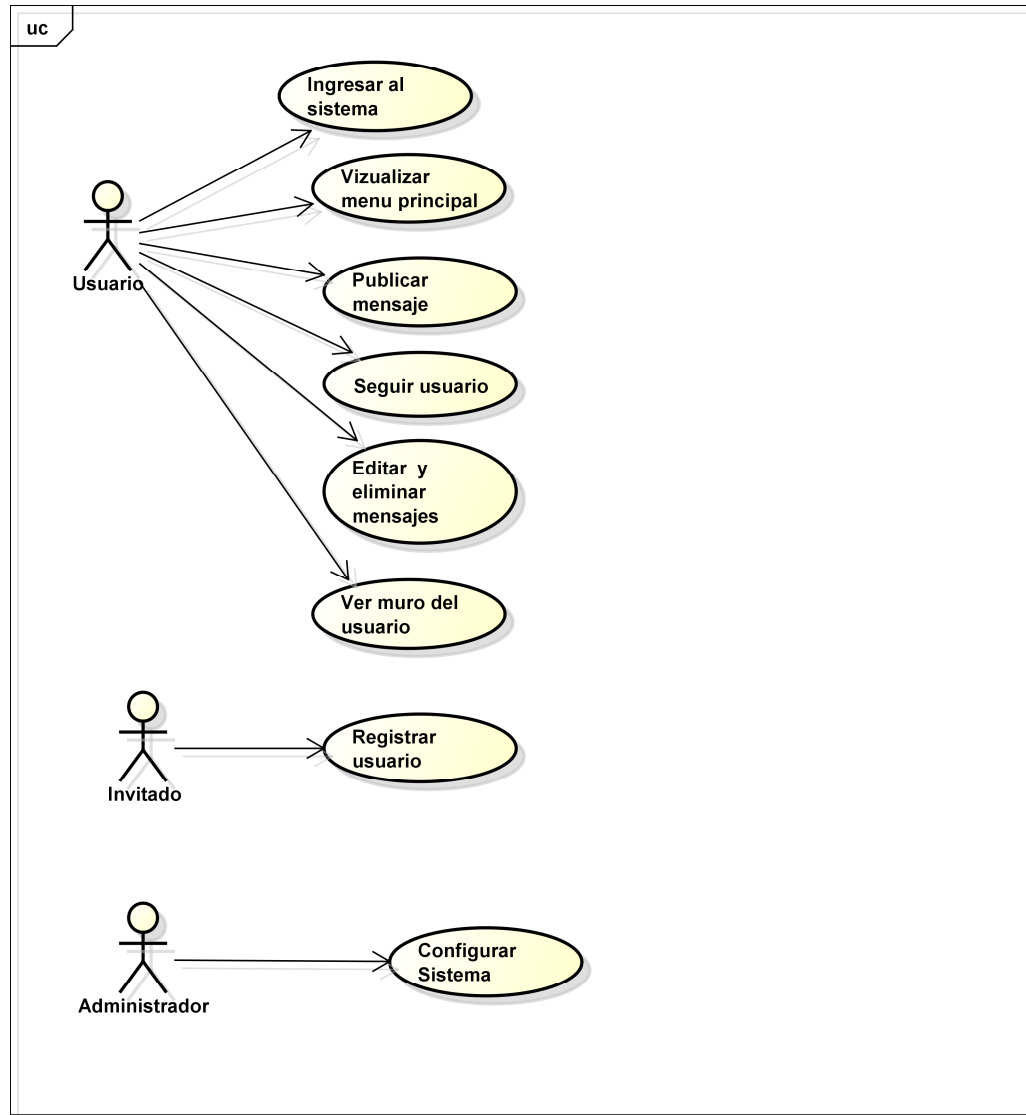 uc
Ingresar al
sistema
Vizualizar
menu principal
Usuario
Publicar
mensaje
Seguir usuario
Editar y
eliminar
mensajes
Ver muro del
usuario
Registrar
usuario
Invitado
Configurar
Sistema
Administrador